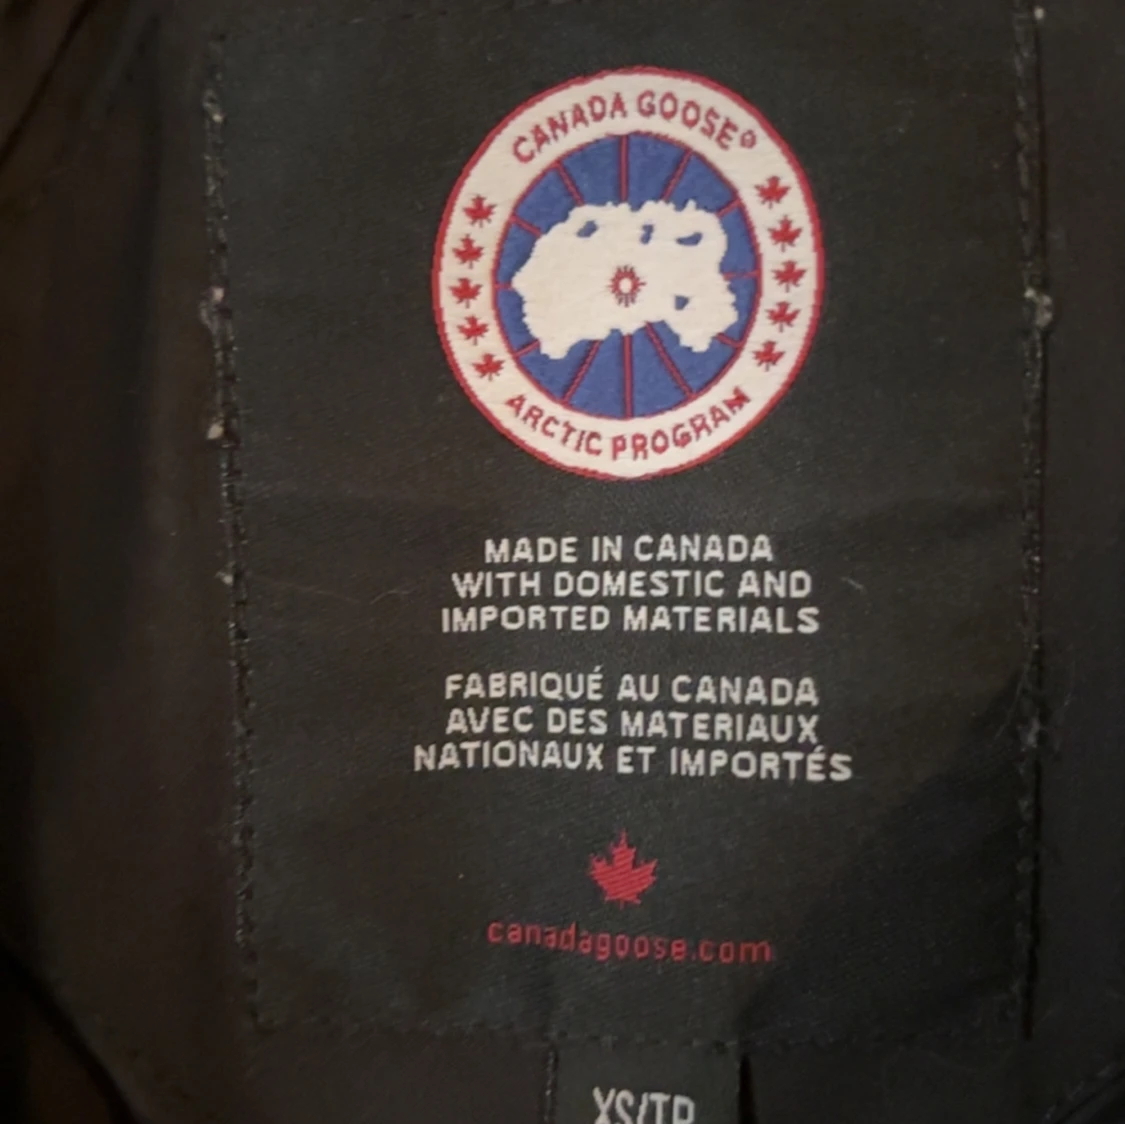 CANADA GOOSE®
ARCTIC PROGRAM
MADE IN CANADA
WITH DOMESTIC AND
IMPORTED MATERIALS
FABRIQUÉ AU CANADA
AVEC DES MATERIAUX
NATIONAUX ET IMPORTÉS
canadagoose.com
XS/TP